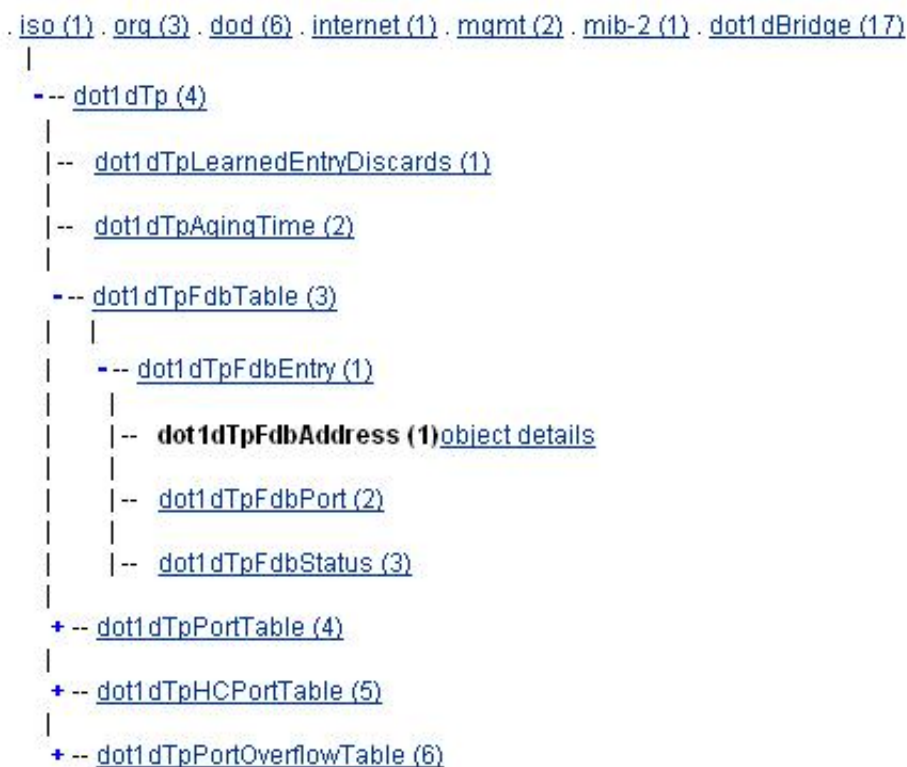 . iso (1) . org (3) . dod (6) . internet (1) . mgmt (2) . mib-2 (1) . dot1dBridge (17)
|
- -- dot1dTp (4)
|
|-- dot1dTpLearnedEntryDiscards (1)
|
|-- dot1dTpAgingTime (2)
|
- -- dot1dTpFdbTable (3)
| |
| - -- dot1dTpFdbEntry (1)
| |
| |-- dot1dTpFdbAddress (1)object details
| |
| |-- dot1dTpFdbPort (2)
| |
| |-- dot1dTpFdbStatus (3)
|
+ -- dot1dTpPortTable (4)
|
+ -- dot1dTpHCPortTable (5)
|
+ -- dot1dTpPortOverflowTable (6)